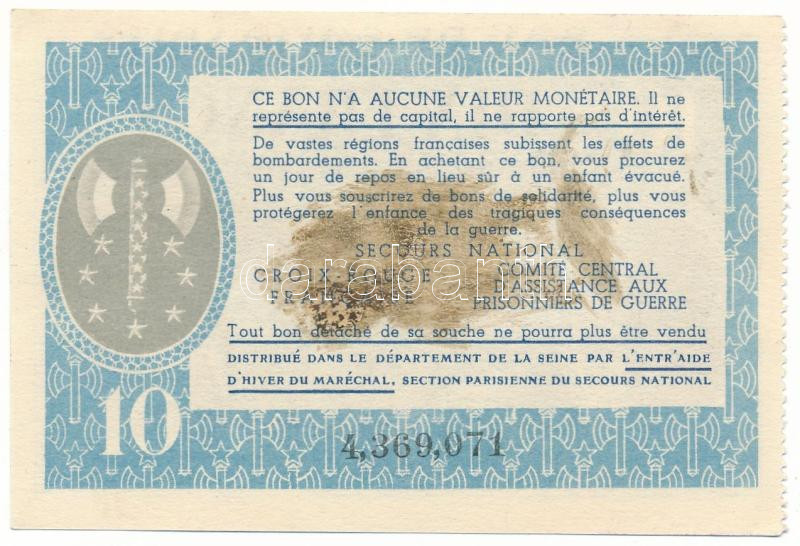 CE BON N'A AUCUNE VALEUR MONÉTAIRE. Il ne
représente pas de capital, il ne rapporte pas d'intérêt.
De vastes régions françaises subissent les effets de
bombardements. En achetant ce bon, vous procurez
un jour de repos en lieu sûr à un enfant évacué.
Plus vous souscrirez de bons de solidarité, plus vous
protégerez l'enfance des tragiques conséquences
de la guerre.
SECOURS NATIONAL
CROIX-ROUGE
FRANÇAISE
COMITÉ CENTRAL
D'ASSISTANCE AUX
PRISONNIERS DE GUERRE
Tout bon détaché de sa souche ne pourra plus être vendu
DISTRIBUÉ DANS LE DÉPARTEMENT DE LA SEINE PAR L'ENTR'AIDE
D'HIVER DU MARÉCHAL, SECTION PARISIENNE DU SECOURS NATIONAL
10
4,369,071